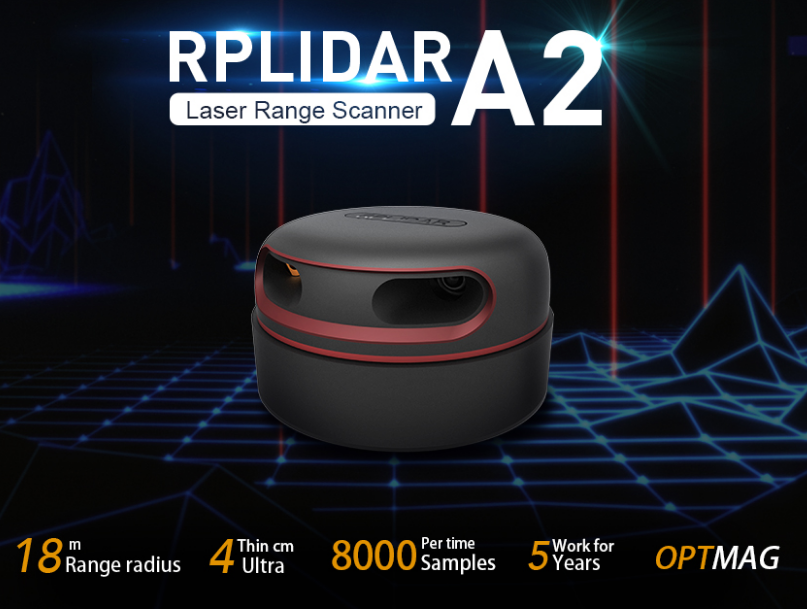 RPLIDAR A2
Laser Range Scanner
RPLIDAR
18 m Range radius
4 Thin cm Ultra
8000 Per time Samples
5 Work for Years
OPTMAG